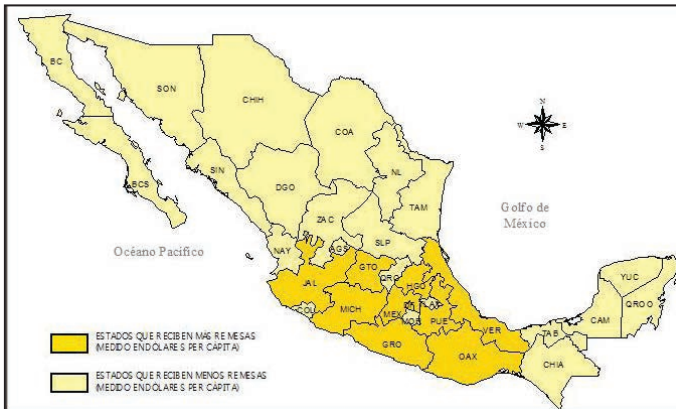 BC
SON
CHIH
COA
BCS
SIN
DGO
NL
TAM
ZAC
SLP
NAY
AGS
GTO
QRO
HGO
JAL
COL
MICH
MEX
DF
TLAX
MOR
PUE
VER
GRO
OAX
TAB
CHIA
CAM
YUC
QROO
N
W
E
S
Golfo de
México
Océano Pacífico
ESTADOS QUE RECIBEN MAS REMESAS
(MEDIDO EN DOLARES PER CÁPITA)
ESTADOS QUE RECIBEN MENOS REMESAS
(MEDIDO EN DOLARES PER CÁPITA)